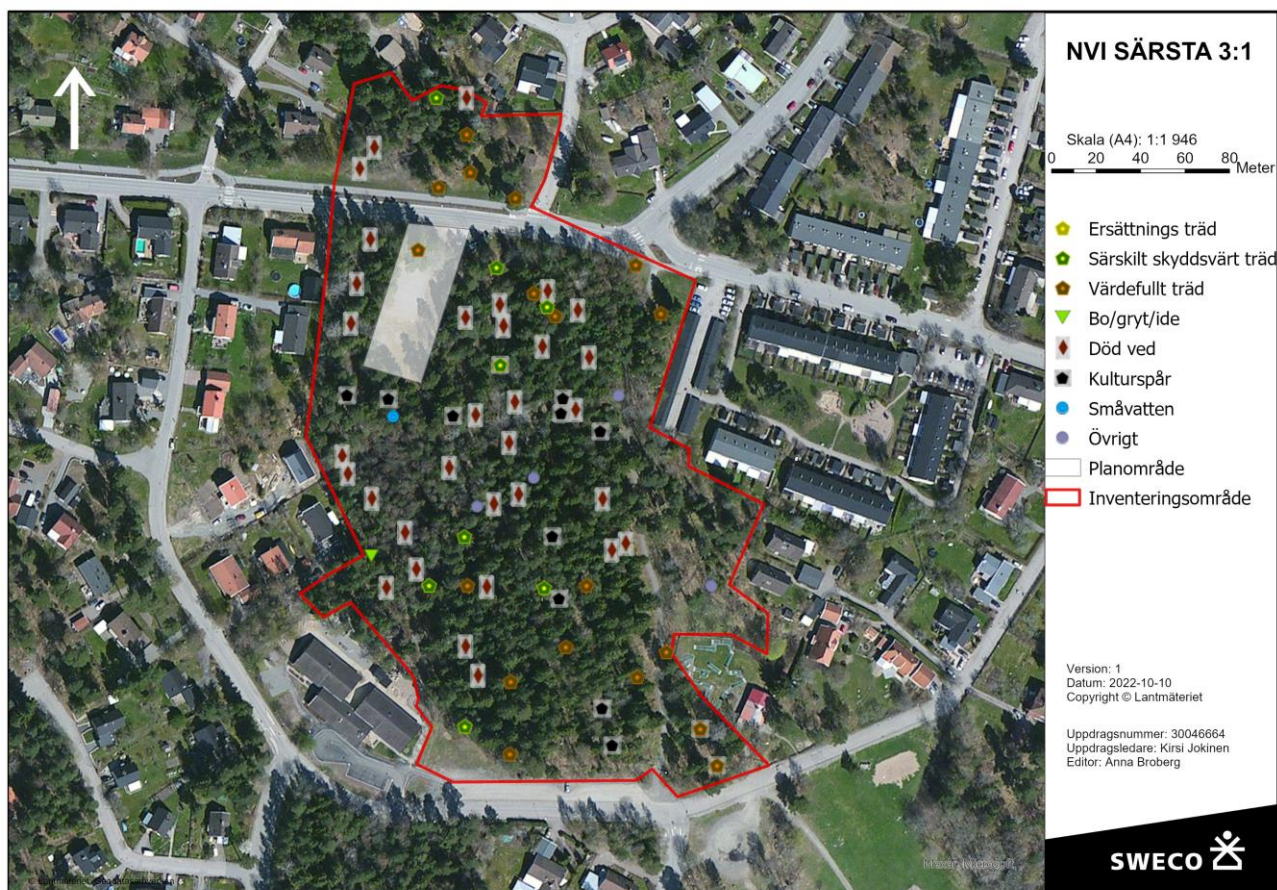 NVI SÄRSTA 3:1
Skala (A4): 1:1 946
0 20 40 60 80 Meter
Ersättnings träd
Särskilt skyddsvärt träd
Värdefullt träd
Bo/gryt/ide
Död ved
Kulturspår
Småvatten
Övrigt
Planområde
Inventeringsområde
Version: 1
Datum: 2022-10-10
Copyright © Lantmäteriet
Uppdragsnummer: 30046664
Uppdragsledare: Kirsi Jokinen
Editor: Anna Broberg
Maxar, Microsoft
SWECO